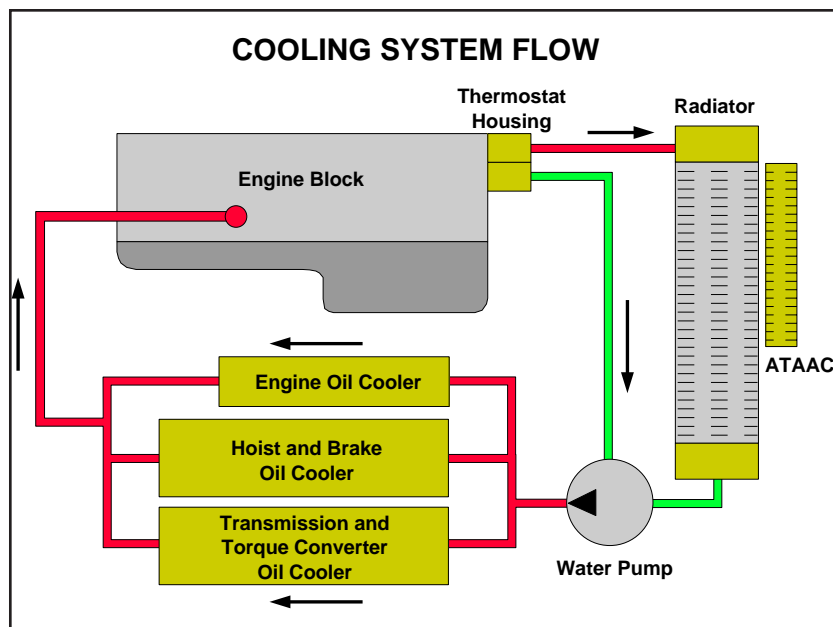 COOLING SYSTEM FLOW
Thermostat
Housing
Radiator
Engine Block
ATAAC
Engine Oil Cooler
Hoist and Brake
Oil Cooler
Transmission and
Torque Converter
Oil Cooler
Water Pump